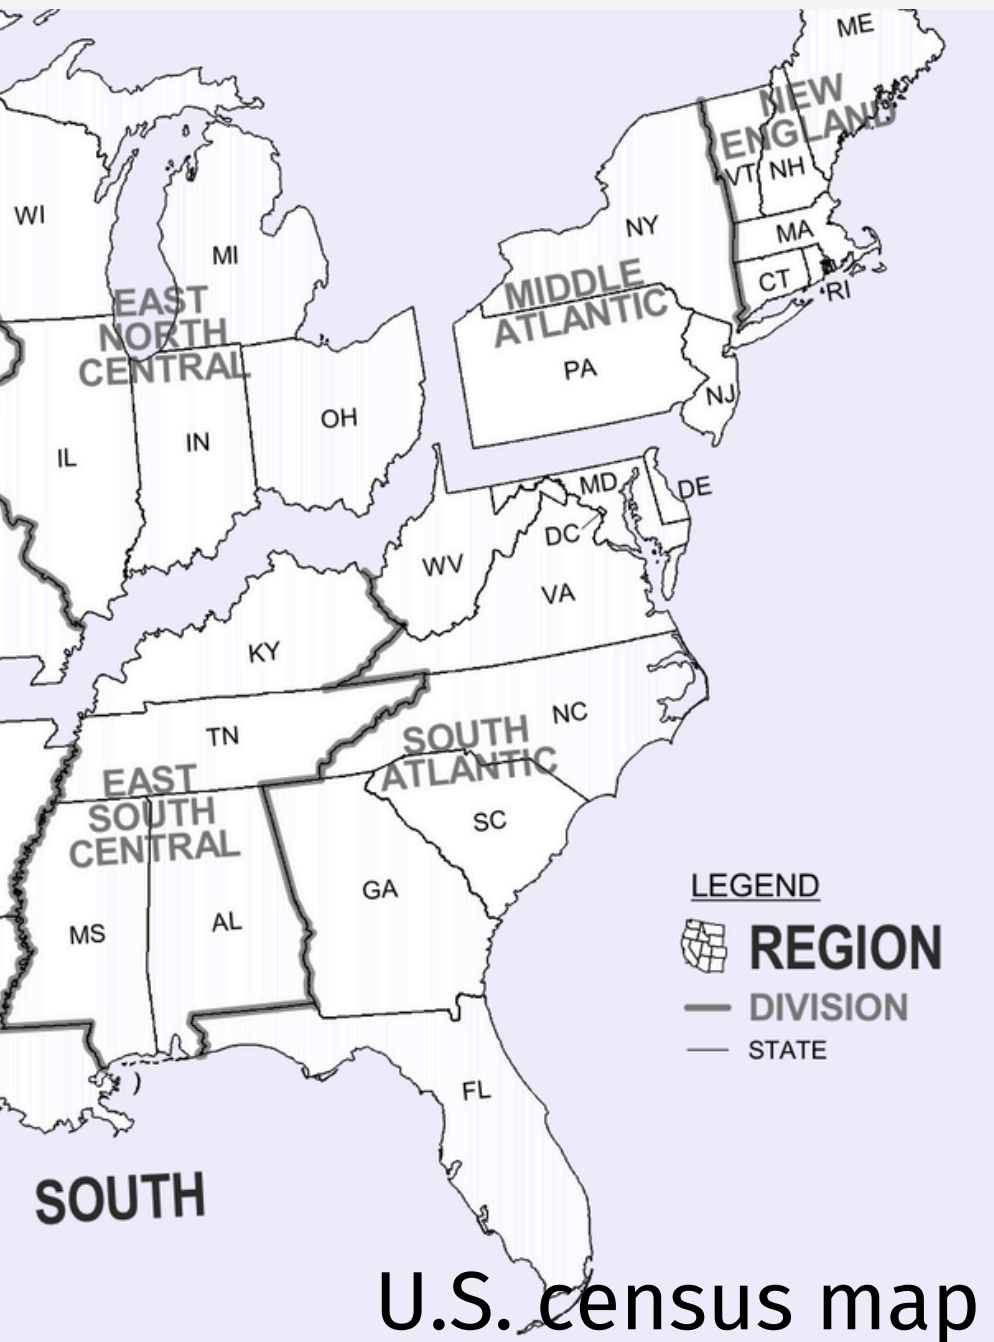 ME
NEW
ENGLAND
VT
NH
WI
NY
MA
MI
CT
RI
MIDDLE
ATLANTIC
EAST
NORTH
CENTRAL
PA
NJ
OH
IN
IL
MD
DE
DC
WV
VA
KY
NC
TN
SOUTH
ATLANTIC
EAST
SOUTH
CENTRAL
SC
GA
MS
AL
LEGEND
REGION
DIVISION
STATE
FL
SOUTH
U.S. census map